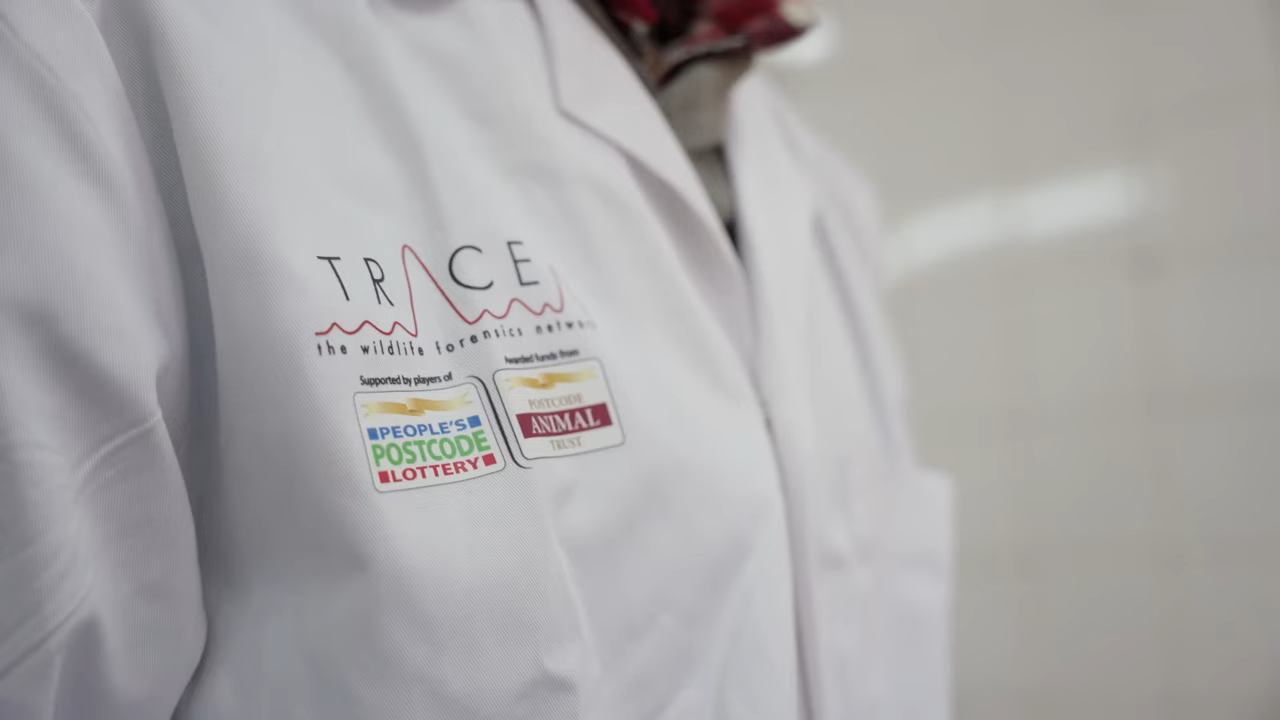 TRACE
the wildlife forensics network
Supported by players of
PEOPLE'S
POSTCODE
LOTTERY
Awarded funds from
POSTCODE
ANIMAL
TRUST